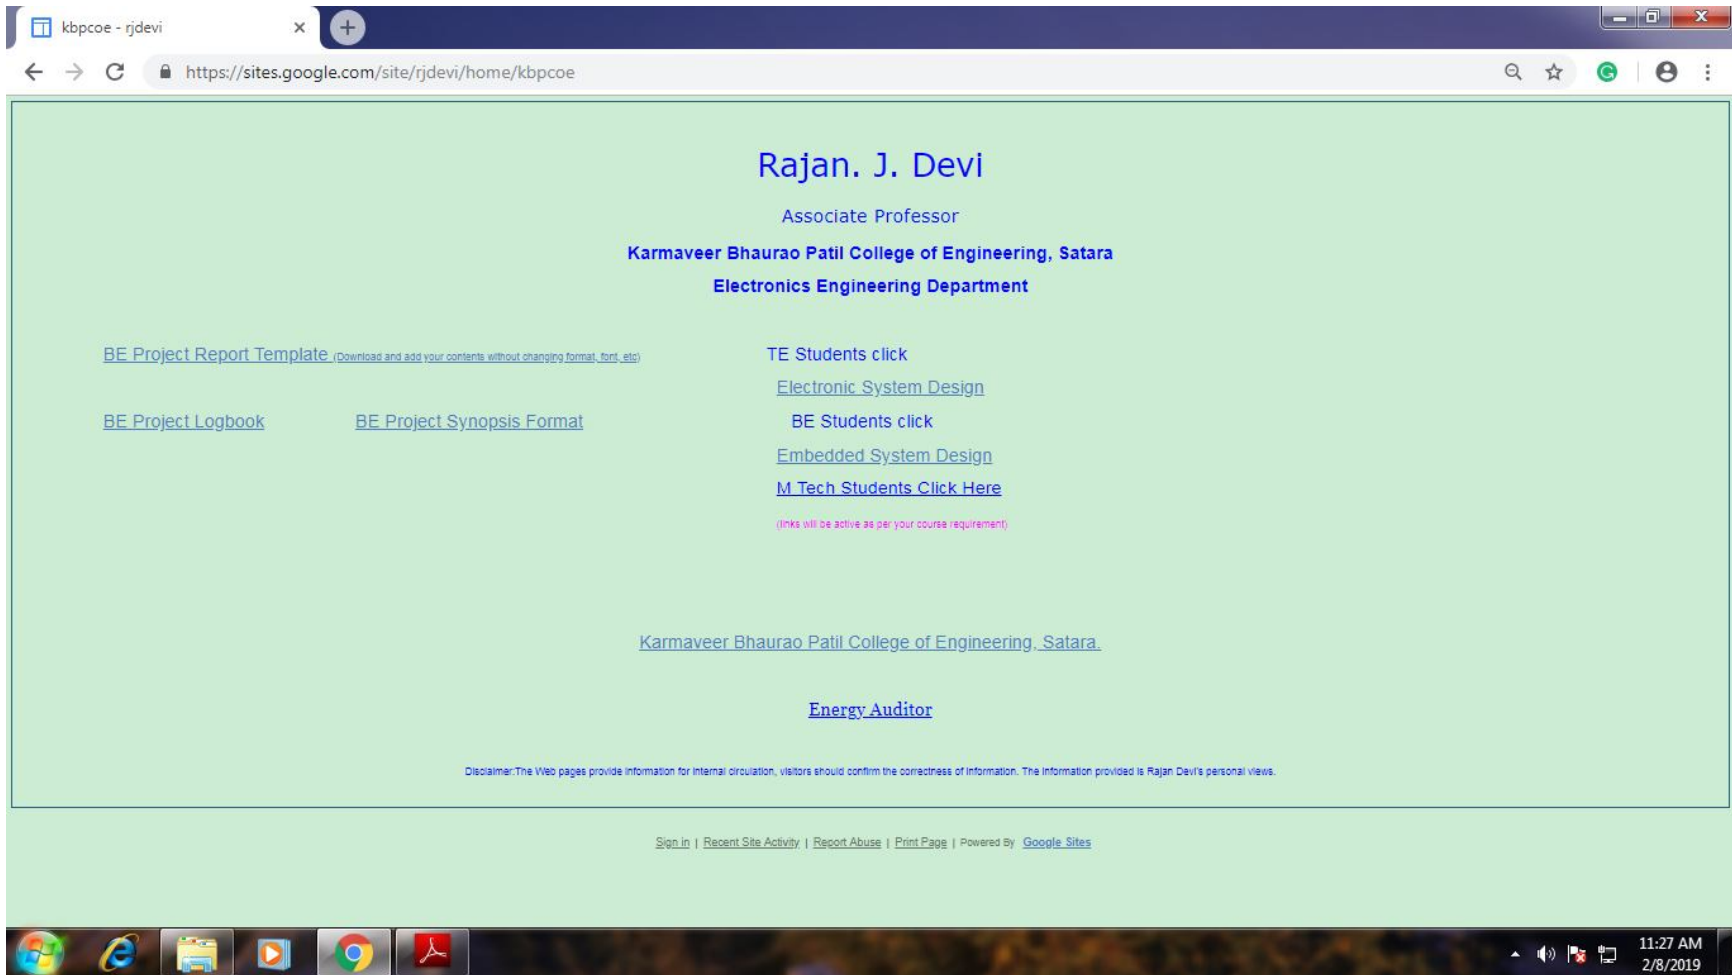 kbpcoe - rjdevi
https://sites.google.com/site/rjdevi/home/kbpcoe
Rajan. J. Devi
Associate Professor
Karmaveer Bhaurao Patil College of Engineering, Satara
Electronics Engineering Department
BE Project Report Template (Download and add your contents without changing format, font, etc)
TE Students click
Electronic System Design
BE Project Logbook BE Project Synopsis Format
BE Students click
Embedded System Design
M Tech Students Click Here
(links will be active as per your course requirement)
Karmaveer Bhaurao Patil College of Engineering, Satara.
Energy Auditor
Disclaimer:The Web pages provide information for internal circulation, visitors should confirm the correctness of information. The information provided is Rajan Devi's personal views.
Sign in | Recent Site Activity | Report Abuse | Print Page | Powered By Google Sites
11:27 AM
2/8/2019